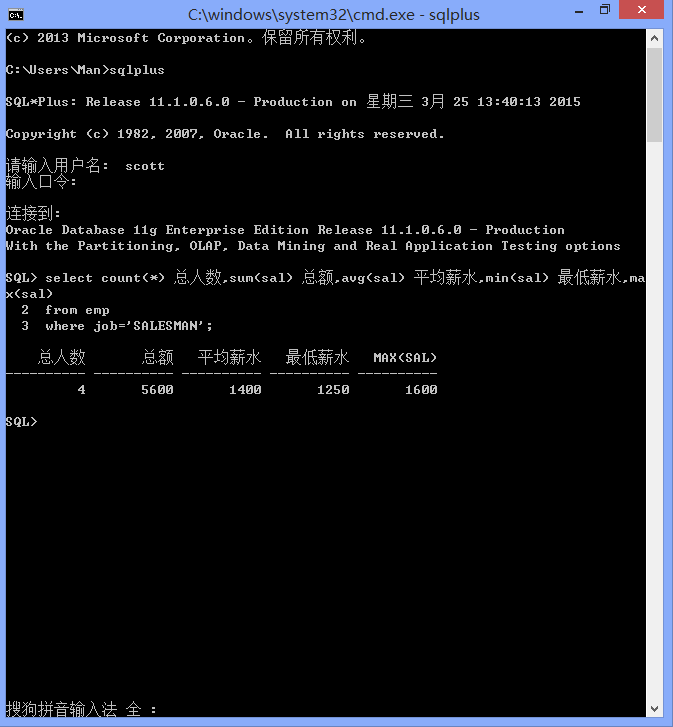 C:\windows\system32\cmd.exe - sqlplus
(c) 2013 Microsoft Corporation。保留所有权利。
C:\Users\Man>sqlplus
SQL*Plus: Release 11.1.0.6.0 - Production on 星期三 3月 25 13:40:13 2015
Copyright (c) 1982, 2007, Oracle.  All rights reserved.
请输入用户名:  scott
输入口令:
连接到:
Oracle Database 11g Enterprise Edition Release 11.1.0.6.0 - Production
With the Partitioning, OLAP, Data Mining and Real Application Testing options
SQL> select count(*) 总人数,sum(sal) 总额,avg(sal) 平均薪水,min(sal) 最低薪水,ma
x(sal)
  2  from emp
  3  where job='SALESMAN';
    总人数       总额   平均薪水   最低薪水   MAX(SAL)
---------- ---------- ---------- ---------- ----------
         4       5600       1400       1250       1600
SQL>
搜狗拼音输入法 全 :